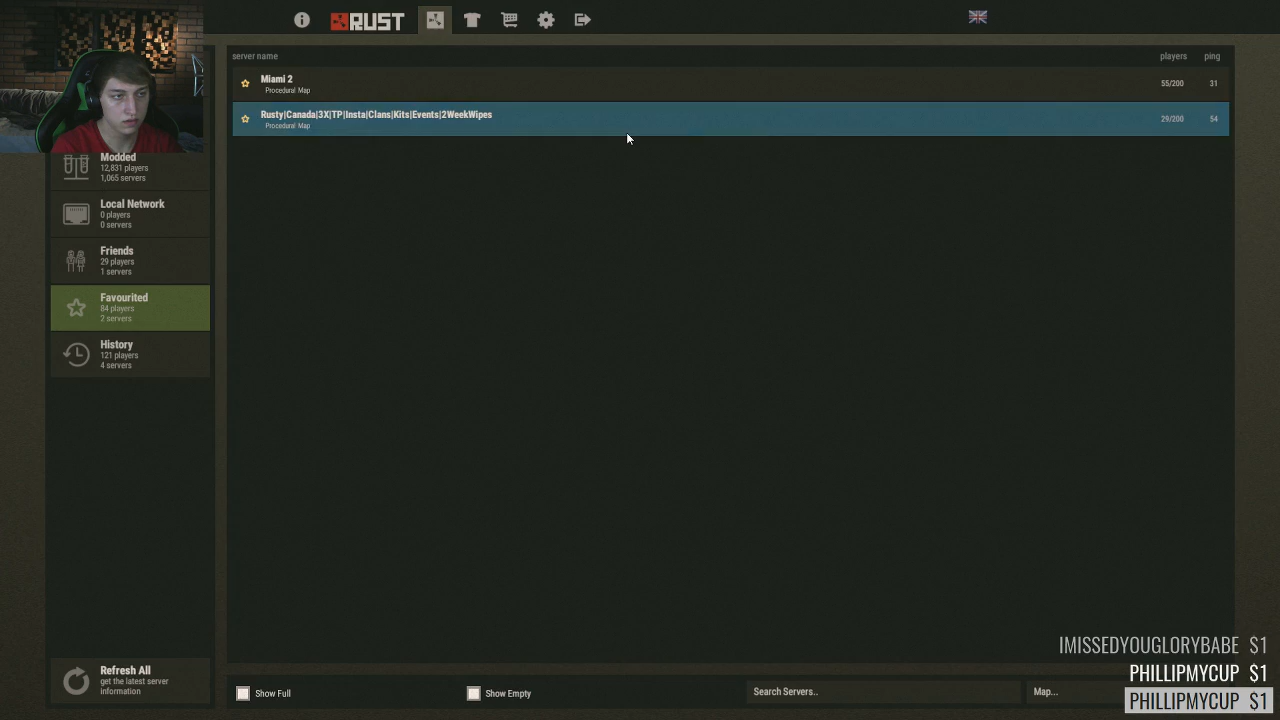 RUST
server name
players
ping
Miami 2
Procedural Map
55/200
31
Rusty|Canada|3X|TP|Insta|Clans|Kits|Events|2WeekWipes
Procedural Map
29/200
54
Modded
12,831 players
1,065 servers
Local Network
0 players
0 servers
Friends
29 players
1 servers
Favourited
84 players
2 servers
History
121 players
4 servers
Refresh All
get the latest server
information
Show Full
Show Empty
Search Servers..
Map...
IMISSEDYOUGLORYBABE $1
PHILLIPMYCUP $1
PHILLIPMYCUP $1